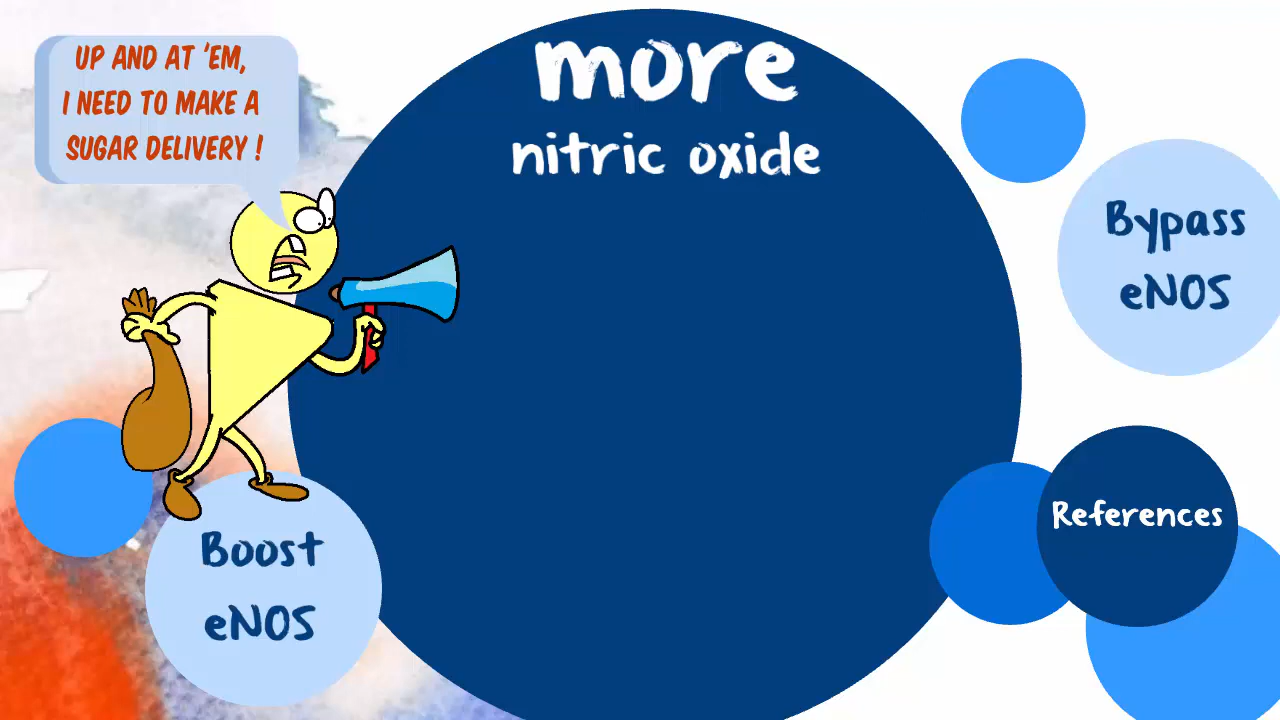 UP AND AT 'EM,
I NEED TO MAKE A
SUGAR DELIVERY !
more
nitric oxide
Bypass
eNOS
References
Boost
eNOS